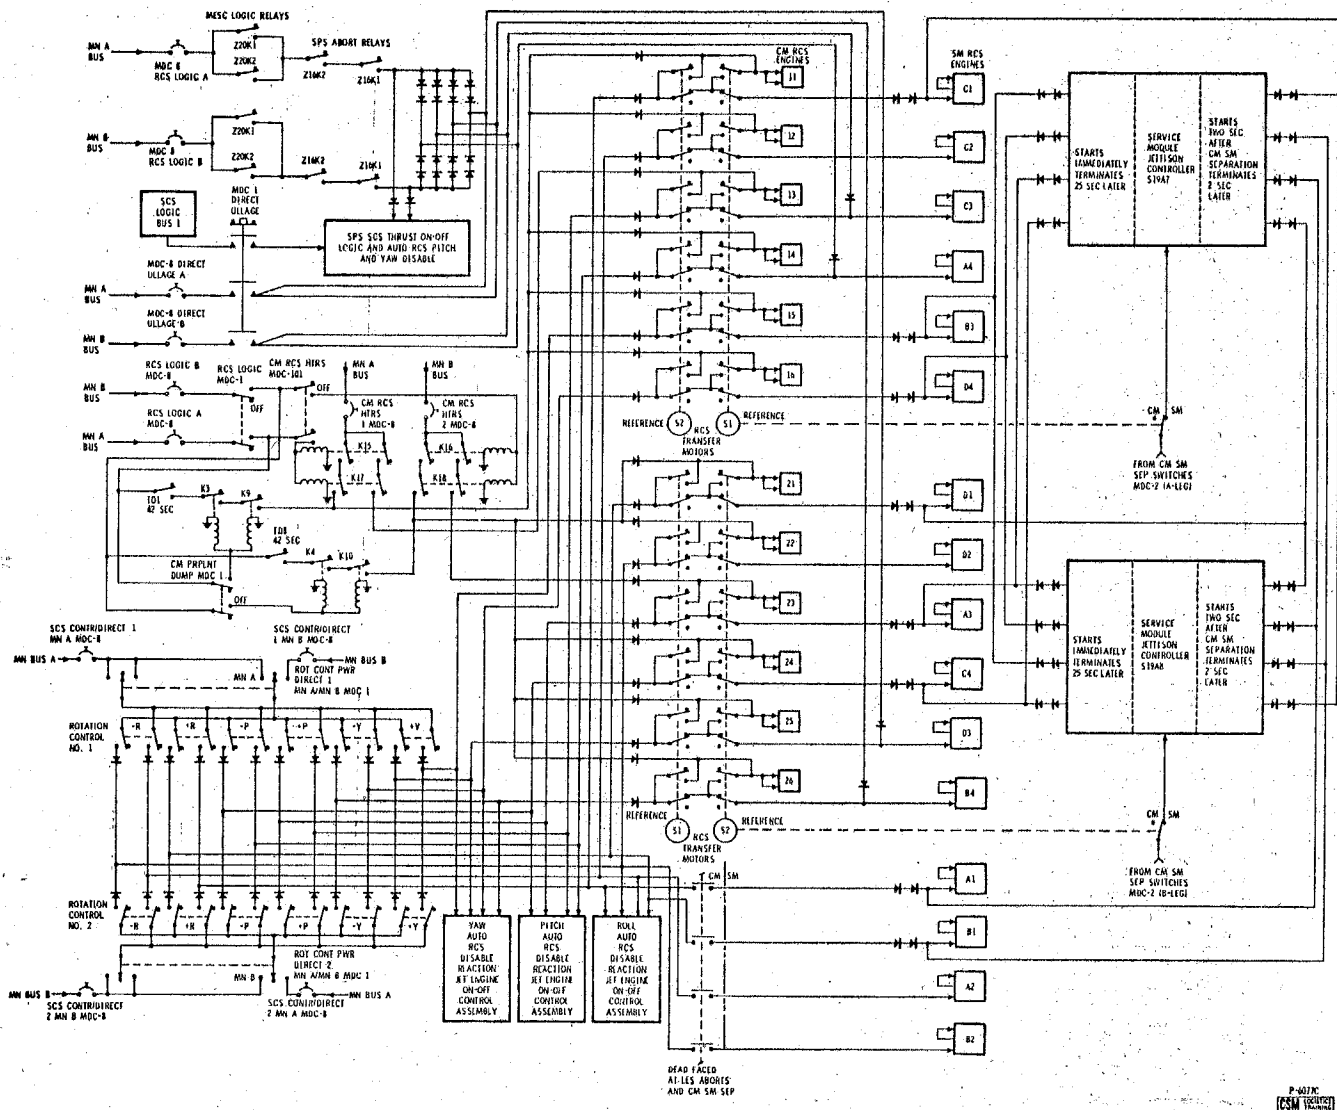 MESC LOGIC RELAYS
MN A
BUS
MDC 8
RCS LOGIC A
Z20K1
Z20K2
SPS ABORT RELAYS
Z16K2
Z16K1
MN B
BUS
MDC 8
RCS LOGIC B
Z20K1
Z20K2
Z16K2
Z16K1
SCS
LOGIC
BUS 1
MDC 1
DIRECT
ULLAGE
SPS SCS THRUST ON-OFF
LOGIC AND AUTO RCS PITCH
AND YAW DISABLE
MDC-8 DIRECT
ULLAGE A
MN A
BUS
MDC-8 DIRECT
ULLAGE-B
MN B
BUS
RCS LOGIC B
MDC-8
MN B
BUS
RCS LOGIC A
MDC-8
MN A
BUS
RCS LOGIC
MDC-1
OFF
CM RCS HTRS
MDC-101
OFF
MN A
BUS
CM RCS
HTRS
1 MDC-8
MN B
BUS
CM RCS
HTRS
2 MDC-8
K15
K16
K17
K18
TD1
42 SEC
K3
K9
TD8
42 SEC
K4
K10
CM PRPLNT
DUMP MDC 1
OFF
SCS CONTR/DIRECT 1
MN A MDC-8
MN BUS A
SCS CONTR/DIRECT
1 MN B MDC-8
MN BUS B
MN A
ROT CONT PWR
DIRECT 1
MN A/MN B MDC 1
ROTATION
CONTROL
NO. 1
-R
+R
-P
+P
-Y
+Y
ROTATION
CONTROL
NO. 2
-R
+R
-P
+P
-Y
+Y
ROT CONT PWR
DIRECT 2
MN A/MN B MDC 1
MN B
MN BUS B
SCS CONTR/DIRECT
2 MN B MDC-8
SCS CONTR/DIRECT
2 MN A MDC-8
MN BUS A
YAW
AUTO
RCS
DISABLE
REACTION
JET ENGINE
ON-OFF
CONTROL
ASSEMBLY
PITCH
AUTO
RCS
DISABLE
REACTION
JET ENGINE
ON-OFF
CONTROL
ASSEMBLY
ROLL
AUTO
RCS
DISABLE
REACTION
JET ENGINE
ON-OFF
CONTROL
ASSEMBLY
CM RCS
ENGINES
11
12
13
14
15
16
REFERENCE
S2
S1
REFERENCE
RCS
TRANSFER
MOTORS
21
22
23
24
25
26
REFERENCE
S1
S2
REFERENCE
RCS
TRANSFER
MOTORS
CM SM
DEAD FACED
AT LES ABORTS
AND CM SM SEP
SM RCS
ENGINES
C1
C2
C3
A4
B3
D4
D1
D2
A3
C4
D3
B4
A1
B1
A2
B2
STARTS
IMMEDIATELY
TERMINATES
25 SEC LATER
SERVICE
MODULE
JETTISON
CONTROLLER
S19A7
STARTS
TWO SEC
AFTER
CM SM
SEPARATION
TERMINATES
2 SEC
LATER
CM SM
FROM CM SM
SEP SWITCHES
MDC-2 (A-LEG)
STARTS
IMMEDIATELY
TERMINATES
25 SEC LATER
SERVICE
MODULE
JETTISON
CONTROLLER
S19A8
STARTS
TWO SEC
AFTER
CM SM
SEPARATION
TERMINATES
2 SEC
LATER
CM SM
FROM CM SM
SEP SWITCHES
MDC-2 (B-LEG)
P-6077C
CSM LOGISTICS TRAINING